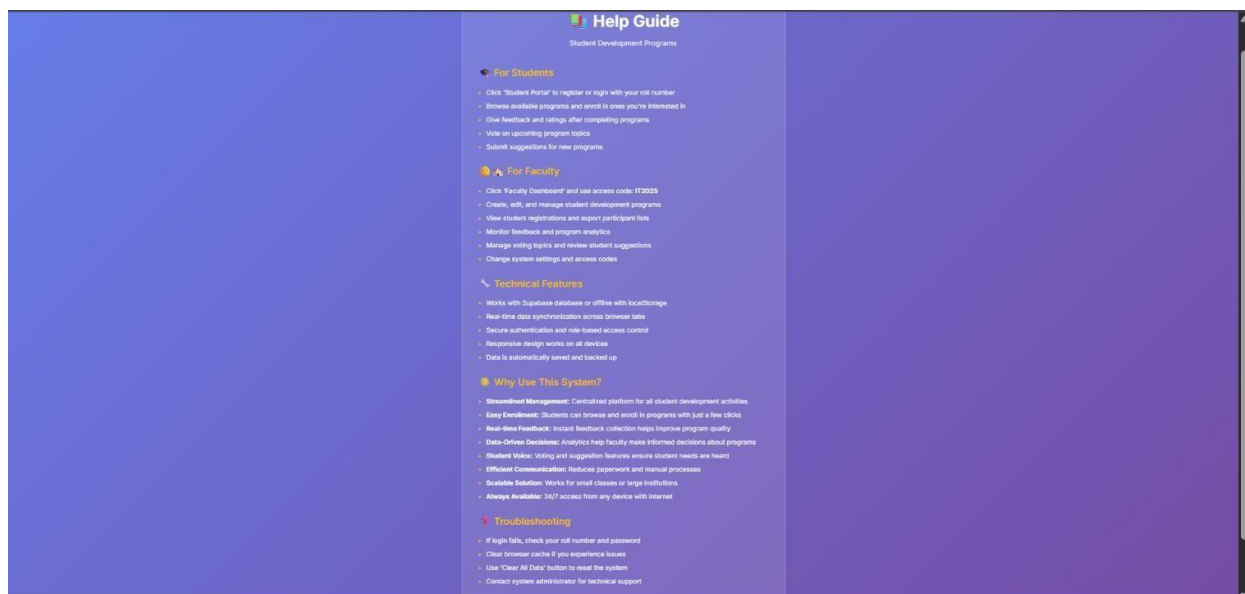 Help Guide
Student Development Programs
For Students
Click 'Student Portal' to register or login with your roll number
Browse available programs and enroll in ones you're interested in
Give feedback and ratings after completing programs
Vote on upcoming program topics
Submit suggestions for new programs
For Faculty
Click 'Faculty Dashboard' and use access code: IT2025
Create, edit, and manage student development programs
View student registrations and export participant lists
Monitor feedback and program analytics
Manage voting topics and review student suggestions
Change system settings and access codes
Technical Features
Works with Supabase database or offline with localStorage
Real-time data synchronization across browser tabs
Secure authentication and role-based access control
Responsive design works on all devices
Data is automatically saved and backed up
Why Use This System?
Streamlined Management: Centralized platform for all student development activities
Easy Enrollment: Students can browse and enroll in programs with just a few clicks
Real-time Feedback: Instant feedback collection helps improve program quality
Data-Driven Decisions: Analytics help faculty make informed decisions about programs
Student Voice: Voting and suggestion features ensure student needs are heard
Efficient Communication: Reduces paperwork and manual processes
Scalable Solution: Works for small classes or large institutions
Always Available: 24/7 access from any device with internet
Troubleshooting
If login fails, check your roll number and password
Clear browser cache if you experience issues
Use 'Clear All Data' button to reset the system
Contact system administrator for technical support